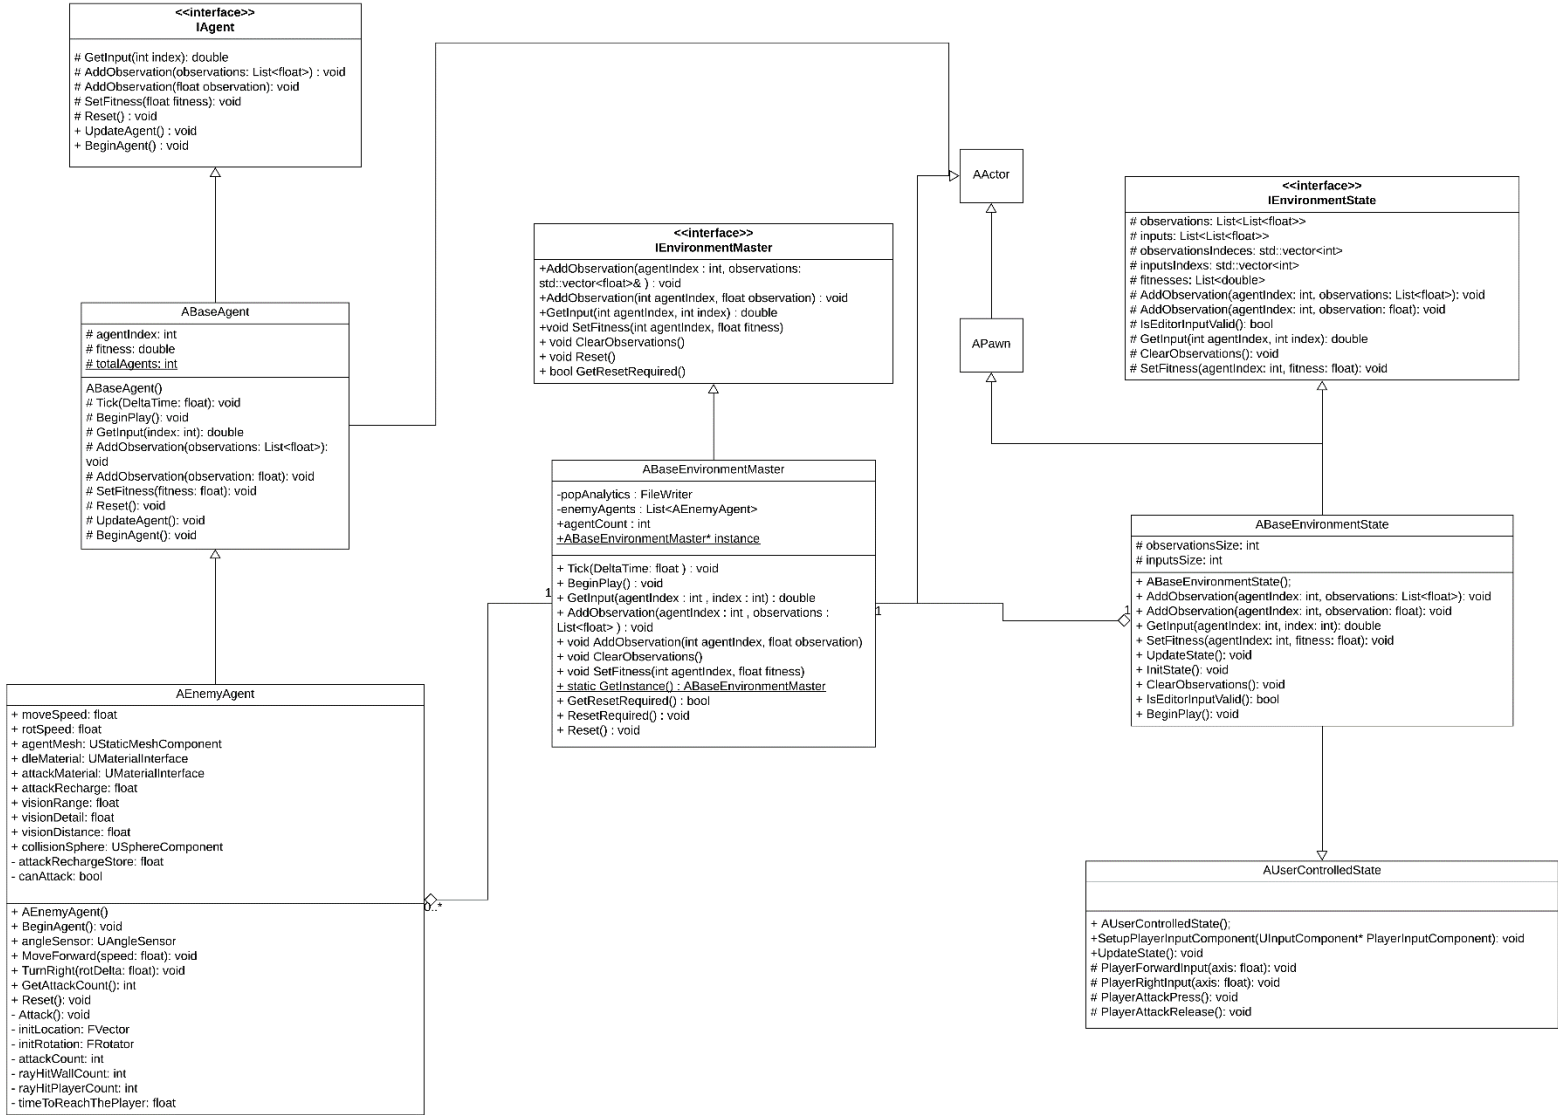 <<interface>>
IAgent
# GetInput(int index): double
# AddObservation(observations: List<float>) : void
# AddObservation(float observation): void
# SetFitness(float fitness): void
# Reset() : void
+ UpdateAgent() : void
+ BeginAgent() : void
ABaseAgent
# agentIndex: int
# fitness: double
# totalAgents: int
ABaseAgent()
# Tick(DeltaTime: float): void
# BeginPlay(): void
# GetInput(index: int): double
# AddObservation(observations: List<float>):
void
# AddObservation(observation: float): void
# SetFitness(fitness: float): void
# Reset(): void
# UpdateAgent(): void
# BeginAgent(): void
AEnemyAgent
+ moveSpeed: float
+ rotSpeed: float
+ agentMesh: UStaticMeshComponent
+ dleMaterial: UMaterialInterface
+ attackMaterial: UMaterialInterface
+ attackRecharge: float
+ visionRange: float
+ visionDetail: float
+ visionDistance: float
+ collisionSphere: USphereComponent
- attackRechargeStore: float
- canAttack: bool
+ AEnemyAgent()
+ BeginAgent(): void
+ angleSensor: UAngleSensor
+ MoveForward(speed: float): void
+ TurnRight(rotDelta: float): void
+ GetAttackCount(): int
+ Reset(): void
- Attack(): void
- initLocation: FVector
- initRotation: FRotator
- attackCount: int
- rayHitWallCount: int
- rayHitPlayerCount: int
- timeToReachThePlayer: float
0..*
1
<<interface>>
IEnvironmentMaster
+AddObservation(agentIndex : int, observations:
std::vector<float>& ) : void
+AddObservation(int agentIndex, float observation) : void
+GetInput(int agentIndex, int index) : double
+void SetFitness(int agentIndex, float fitness)
+ void ClearObservations()
+ void Reset()
+ bool GetResetRequired()
ABaseEnvironmentMaster
-popAnalytics : FileWriter
-enemyAgents : List<AEnemyAgent>
+agentCount : int
+ABaseEnvironmentMaster* instance
+ Tick(DeltaTime: float ) : void
+ BeginPlay() : void
+ GetInput(agentIndex : int , index : int) : double
+ AddObservation(agentIndex : int , observations :
List<float> ) : void
+ void AddObservation(int agentIndex, float observation)
+ void ClearObservations()
+ void SetFitness(int agentIndex, float fitness)
+ static GetInstance() : ABaseEnvironmentMaster
+ GetResetRequired() : bool
+ ResetRequired() : void
+ Reset() : void
1
1
AActor
APawn
<<interface>>
IEnvironmentState
# observations: List<List<float>>
# inputs: List<List<float>>
# observationsIndeces: std::vector<int>
# inputsIndexs: std::vector<int>
# fitnesses: List<double>
# AddObservation(agentIndex: int, observations: List<float>): void
# AddObservation(agentIndex: int, observation: float): void
# IsEditorInputValid(): bool
# GetInput(int agentIndex, int index): double
# ClearObservations(): void
# SetFitness(agentIndex: int, fitness: float): void
ABaseEnvironmentState
# observationsSize: int
# inputsSize: int
+ ABaseEnvironmentState();
+ AddObservation(agentIndex: int, observations: List<float>): void
+ AddObservation(agentIndex: int, observation: float): void
+ GetInput(agentIndex: int, index: int): double
+ SetFitness(agentIndex: int, fitness: float): void
+ UpdateState(): void
+ InitState(): void
+ ClearObservations(): void
+ IsEditorInputValid(): bool
+ BeginPlay(): void
AUserControlledState
+ AUserControlledState();
+SetupPlayerInputComponent(UInputComponent* PlayerInputComponent): void
+UpdateState(): void
# PlayerForwardInput(axis: float): void
# PlayerRightInput(axis: float): void
# PlayerAttackPress(): void
# PlayerAttackRelease(): void